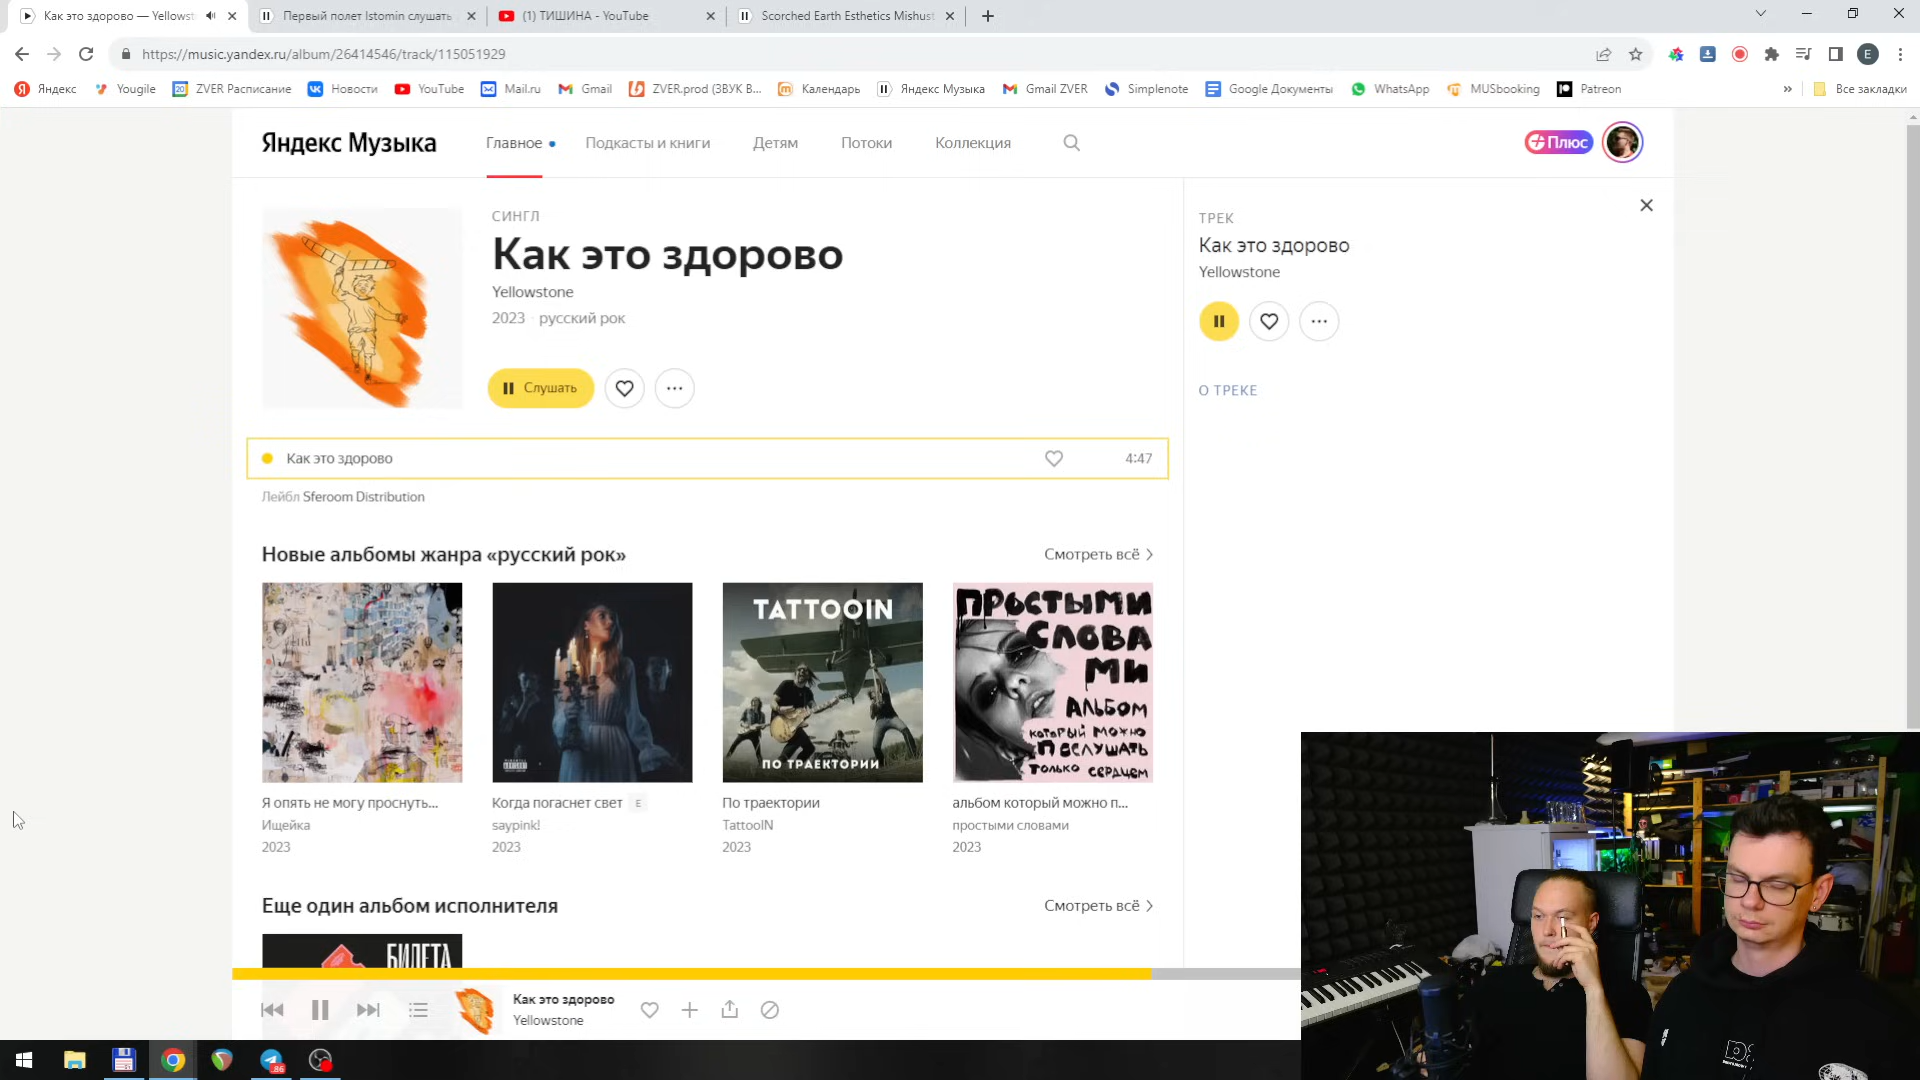 Как это здорово — Yellowst
Первый полет Istomin слушать
(1) ТИШИНА - YouTube
Scorched Earth Esthetics Mishust
https://music.yandex.ru/album/26414546/track/115051929
E
Яндекс
Yougile
ZVER Расписание
Новости
YouTube
Mail.ru
Gmail
ZVER.prod (ЗВУК В...
Календарь
Яндекс Музыка
Gmail ZVER
Simplenote
Google Документы
WhatsApp
MUSbooking
Patreon
»
Все закладки
Яндекс Музыка
Главное
Подкасты и книги
Детям
Потоки
Коллекция
Плюс
СИНГЛ
Как это здорово
Yellowstone
2023 · русский рок
Слушать
ТРЕК
Как это здорово
Yellowstone
О ТРЕКЕ
Как это здорово
4:47
Лейбл Sferoom Distribution
Новые альбомы жанра «русский рок»
Смотреть всё
TATTOOIN
ПО ТРАЕКТОРИИ
ПРОСТЫМИ
СЛОВА
МИ
АЛЬБОМ
который можно
ПОСЛУШАТЬ
только сердцем
Я опять не могу проснуть...
Ищейка
2023
Когда погаснет свет E
saypink!
2023
По траектории
TattooIN
2023
альбом который можно п...
простыми словами
2023
Еще один альбом исполнителя
Смотреть всё
БИЛЕТА
Как это здорово
Yellowstone
86